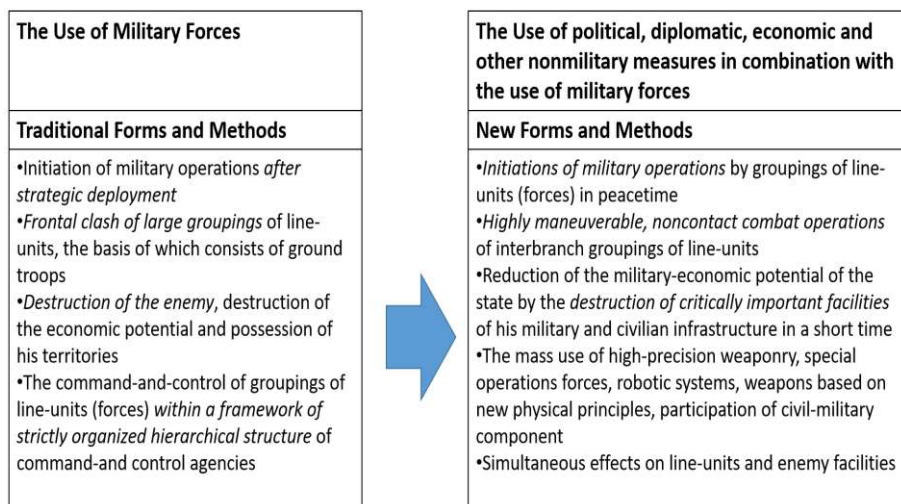 The Use of Military Forces
Traditional Forms and Methods
•Initiation of military operations after
strategic deployment
•Frontal clash of large groupings of line-
units, the basis of which consists of ground
troops
•Destruction of the enemy, destruction of
the economic potential and possession of
his territories
•The command-and-control of groupings of
line-units (forces) within a framework of
strictly organized hierarchical structure of
command-and control agencies
The Use of political, diplomatic, economic and
other nonmilitary measures in combination with
the use of military forces
New Forms and Methods
•Initiations of military operations by groupings of line-
units (forces) in peacetime
•Highly maneuverable, noncontact combat operations
of interbranch groupings of line-units
•Reduction of the military-economic potential of the
state by the destruction of critically important facilities
of his military and civilian infrastructure in a short time
•The mass use of high-precision weaponry, special
operations forces, robotic systems, weapons based on
new physical principles, participation of civil-military
component
•Simultaneous effects on line-units and enemy facilities